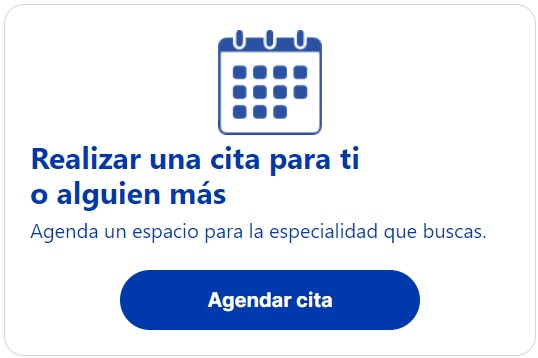 Realizar una cita para ti
o alguien más
Agenda un espacio para la especialidad que buscas.
Agendar cita